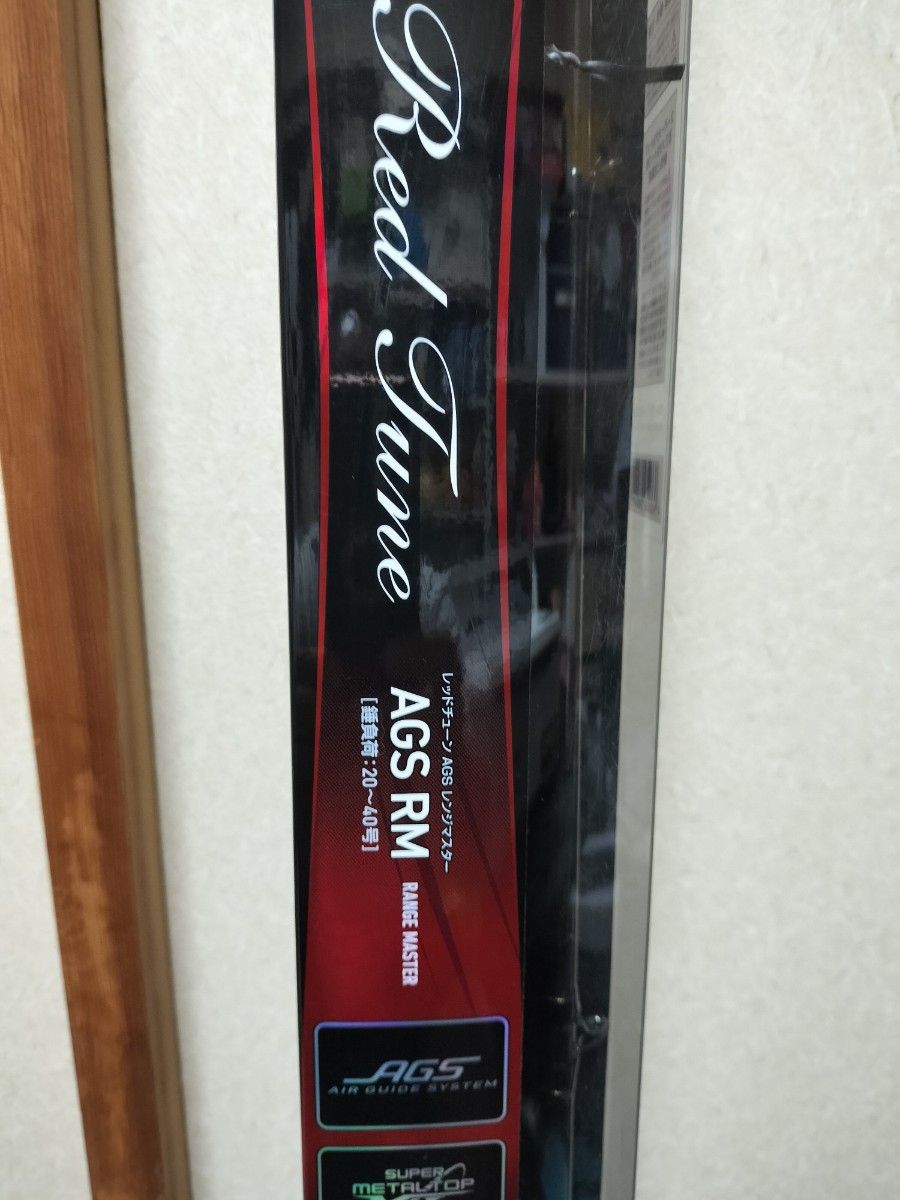 Red Tune
レッドチューン AGS レンジマスター
AGS RM RANGE MASTER
[錘負荷：20～40号]
AGS
AIR GUIDE SYSTEM
SUPER
METAL TOP